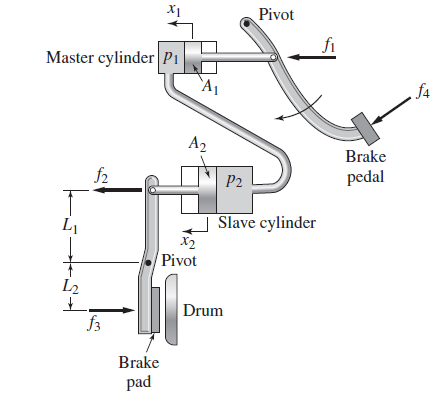 x₁
Pivot
f₁
Master cylinder
p₁
A₁
f₄
Brake
pedal
A₂
p₂
f₂
Slave cylinder
L₁
x₂
Pivot
L₂
Drum
f₃
Brake
pad